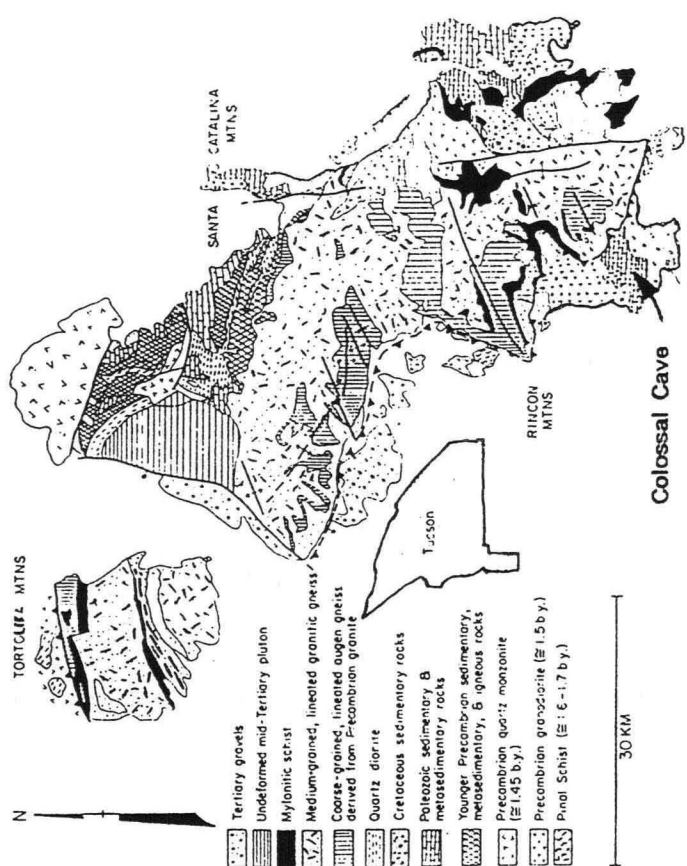 TORTOLITA MTNS
SANTA
CATALINA
MTNS
N
Tucson
RINCON
MTNS
Colossal Cave
Tertiary gravels
Undeformed mid-Tertiary pluton
Mylonitic schist
Medium-grained, lineated granitic gneiss
Coarse-grained, lineated augen gneiss
derived from Precambrian granite
Quartz diorite
Cretaceous sedimentary rocks
Paleozoic sedimentary &
metasedimentary rocks
Younger Precambrian sedimentary,
metasedimentary, & igneous rocks
Precambrian quartz monzonite
(≅1.45 b.y.)
Precambrian granodiorite (≅1.5 b.y.)
Pinal Schist (≅1.6-1.7 b.y.)
30 KM